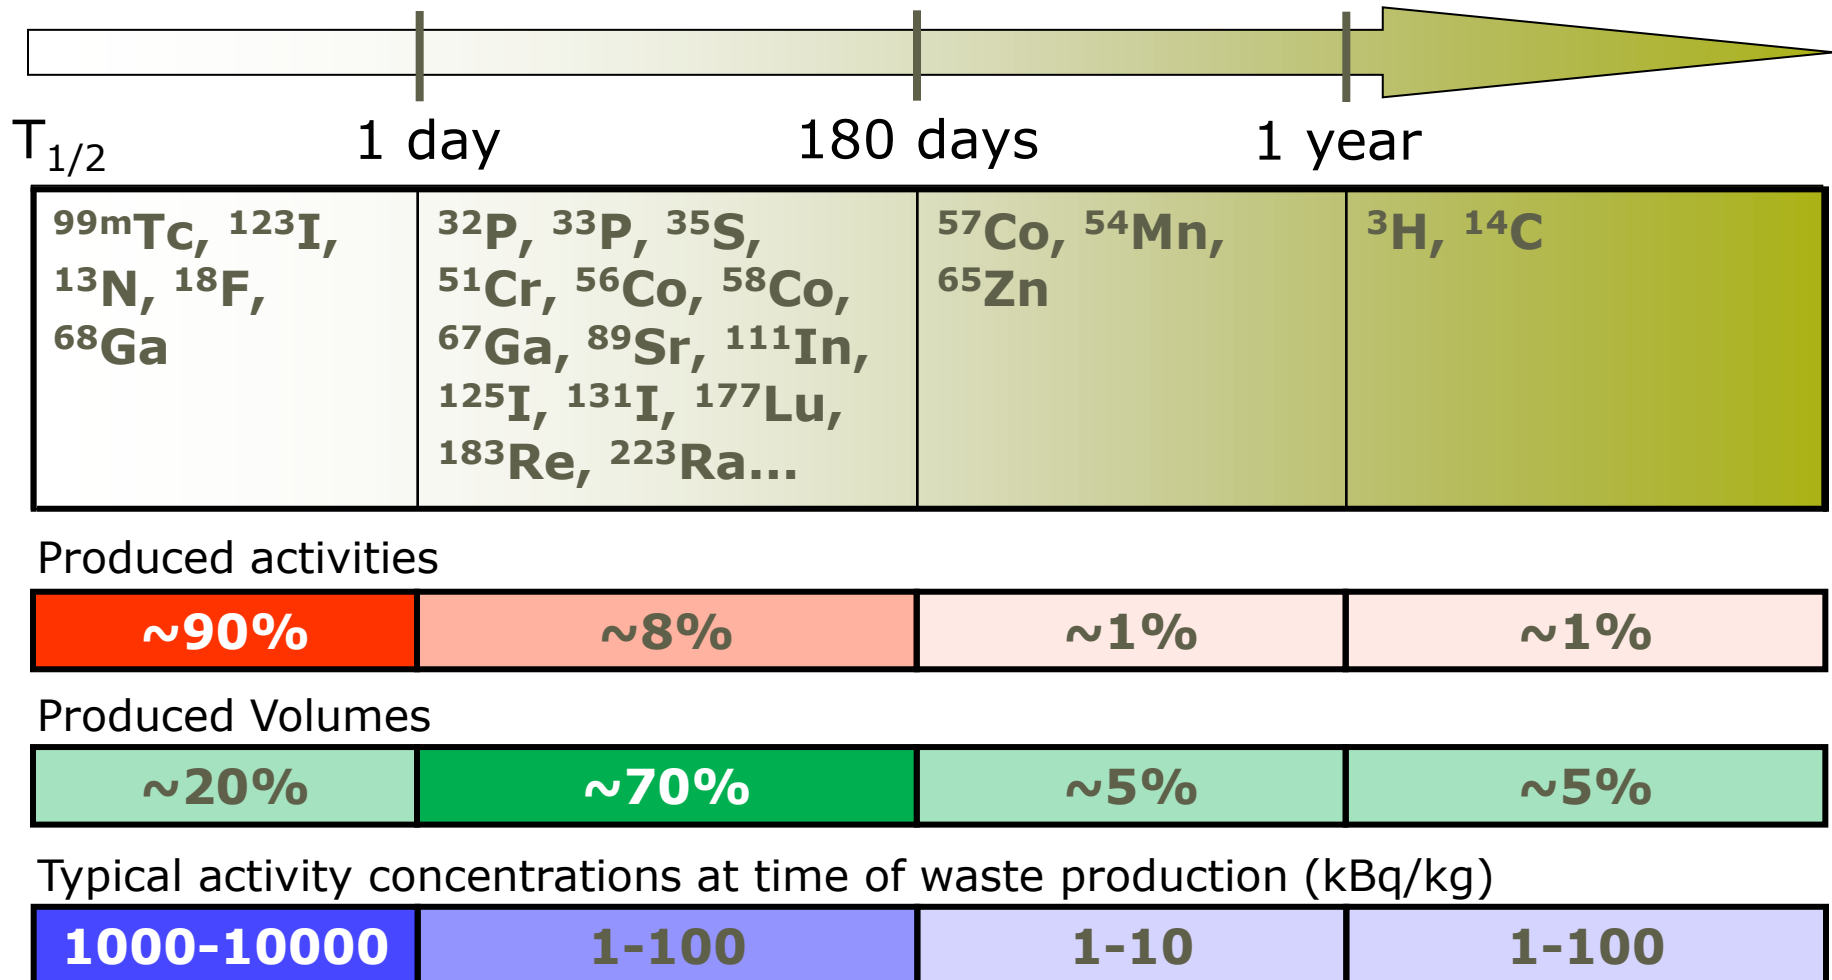 T1/2 1 day 180 days 1 year
99mTc, 123I,
13N, 18F,
68Ga
32P, 33P, 35S,
51Cr, 56Co, 58Co,
67Ga, 89Sr, 111In,
125I, 131I, 177Lu,
183Re, 223Ra...
57Co, 54Mn,
65Zn
3H, 14C
Produced activities
~90% ~8% ~1% ~1%
Produced Volumes
~20% ~70% ~5% ~5%
Typical activity concentrations at time of waste production (kBq/kg)
1000-10000 1-100 1-10 1-100